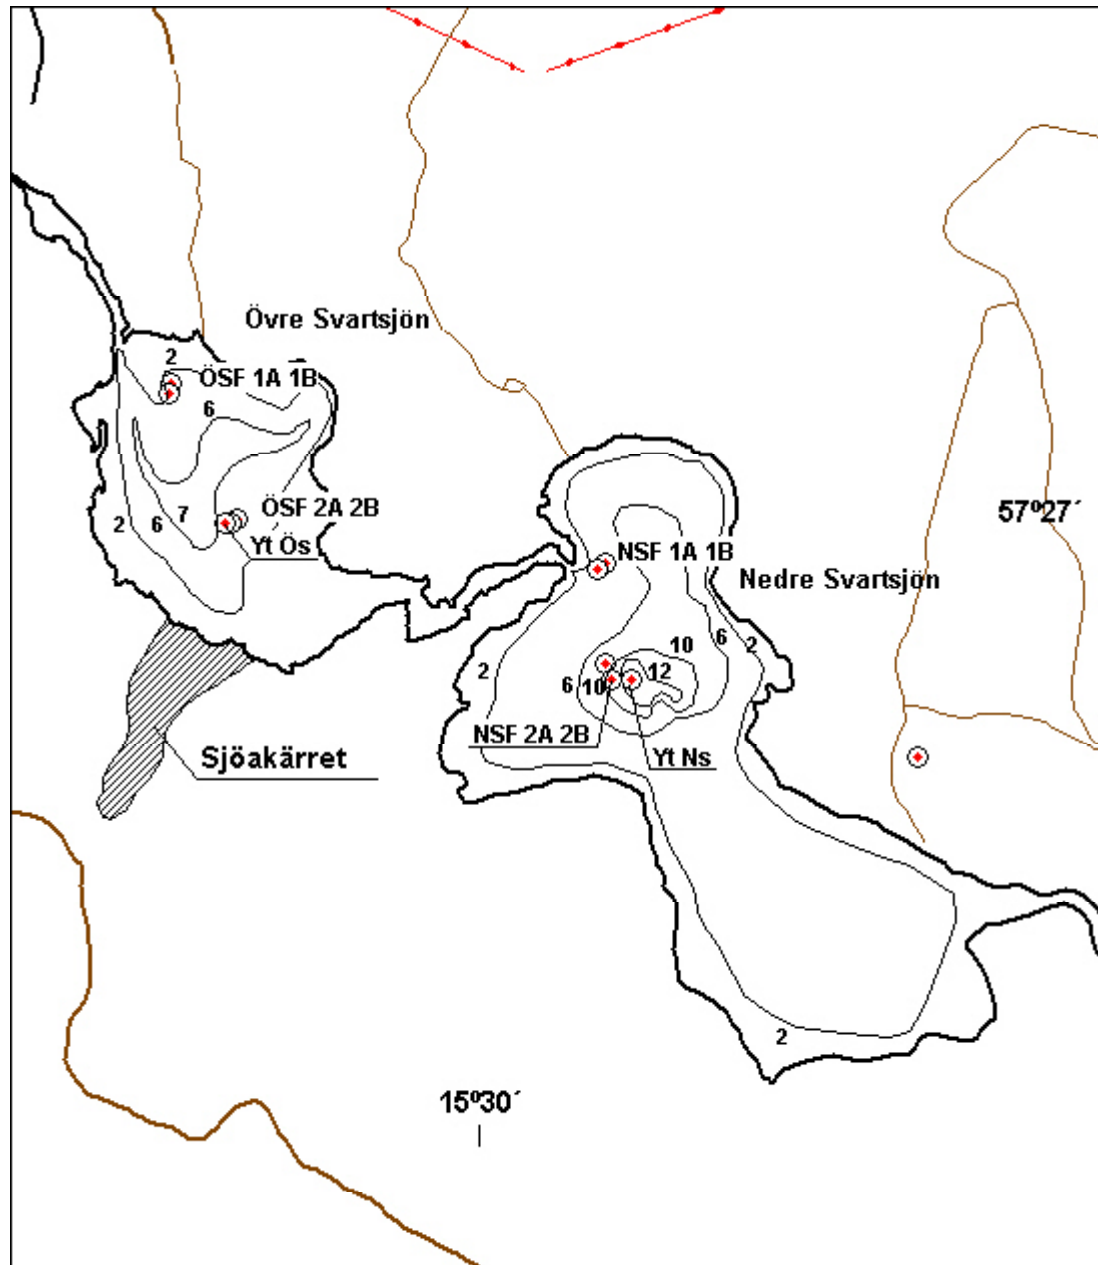 Övre Svartsjön
2
ÖSF 1A 1B
6
ÖSF 2A 2B
7
6
2
Yt Ös
57º27´
NSF 1A 1B
Nedre Svartsjön
6
2
10
12
2
6
10
NSF 2A 2B
Yt Ns
Sjöakärret
2
15º30´